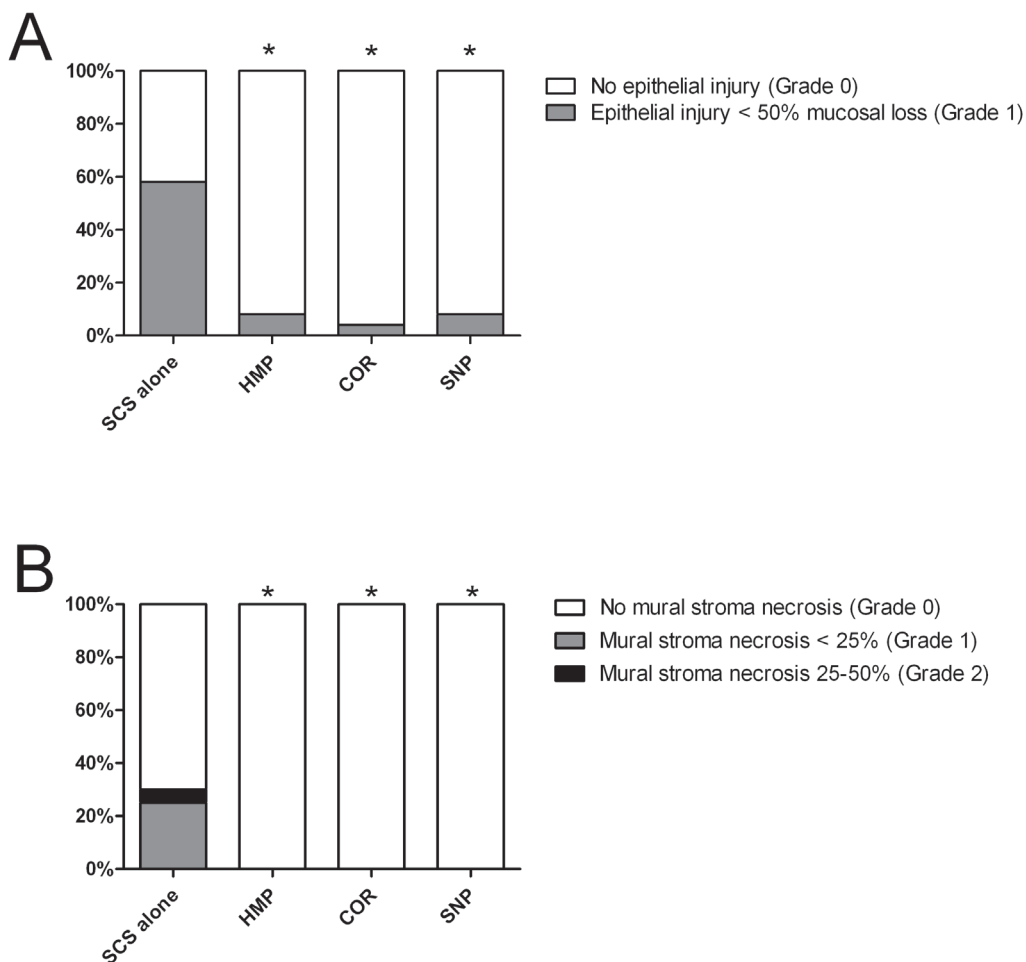 A
* * *
100%
80%
60%
40%
20%
0%
SCS alone
HMP
COR
SNP
No epithelial injury (Grade 0)
Epithelial injury < 50% mucosal loss (Grade 1)
B
* * *
100%
80%
60%
40%
20%
0%
SCS alone
HMP
COR
SNP
No mural stroma necrosis (Grade 0)
Mural stroma necrosis < 25% (Grade 1)
Mural stroma necrosis 25-50% (Grade 2)